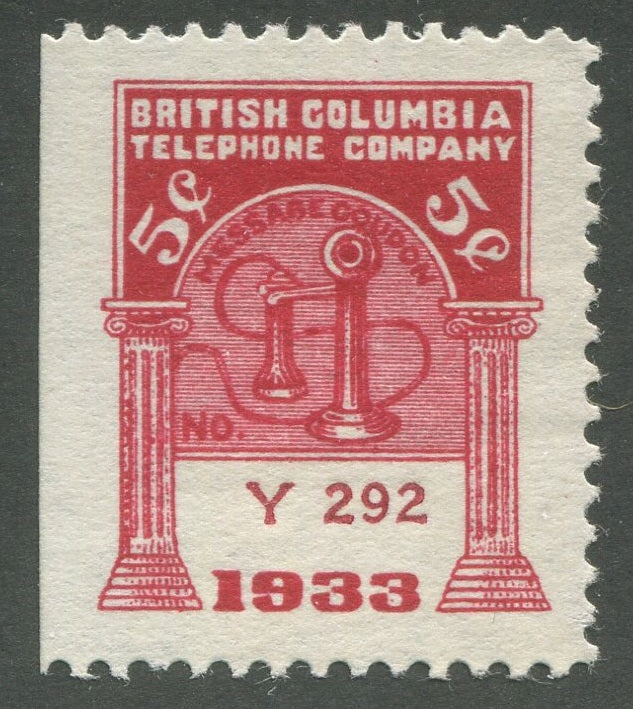 BRITISH COLUMBIA
TELEPHONE COMPANY
5¢ 5¢
MESSAGE COUPON
NO
Y 292
1933